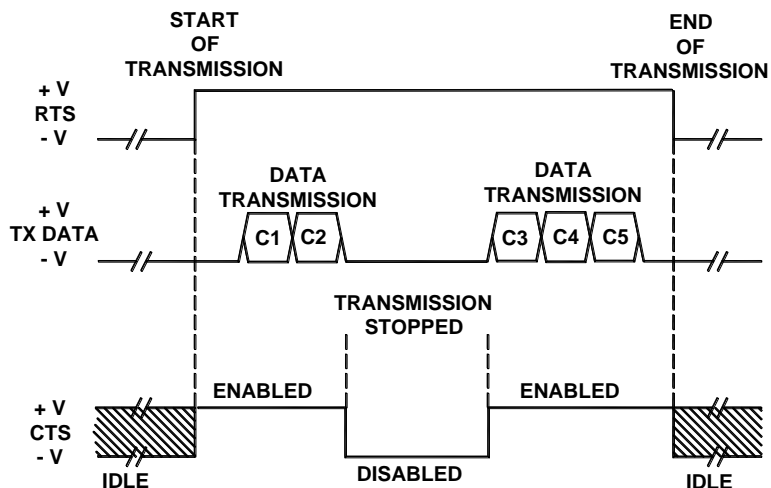 START
OF
TRANSMISSION
END
OF
TRANSMISSION
+ V
RTS
- V
DATA
TRANSMISSION
DATA
TRANSMISSION
+ V
TX DATA
- V
C1
C2
C3
C4
C5
TRANSMISSION
STOPPED
ENABLED
ENABLED
+ V
CTS
- V
IDLE
DISABLED
IDLE